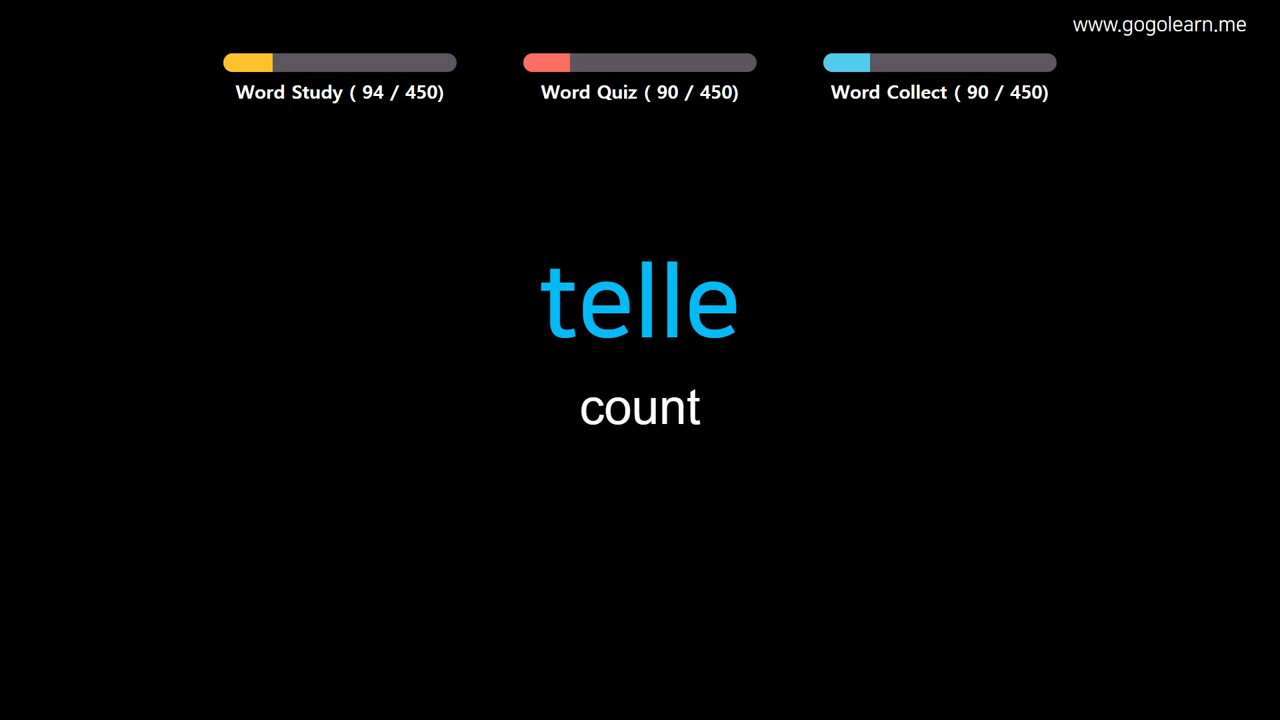 www.gogolearn.me
Word Study ( 94 / 450)
Word Quiz ( 90 / 450)
Word Collect ( 90 / 450)
telle
count